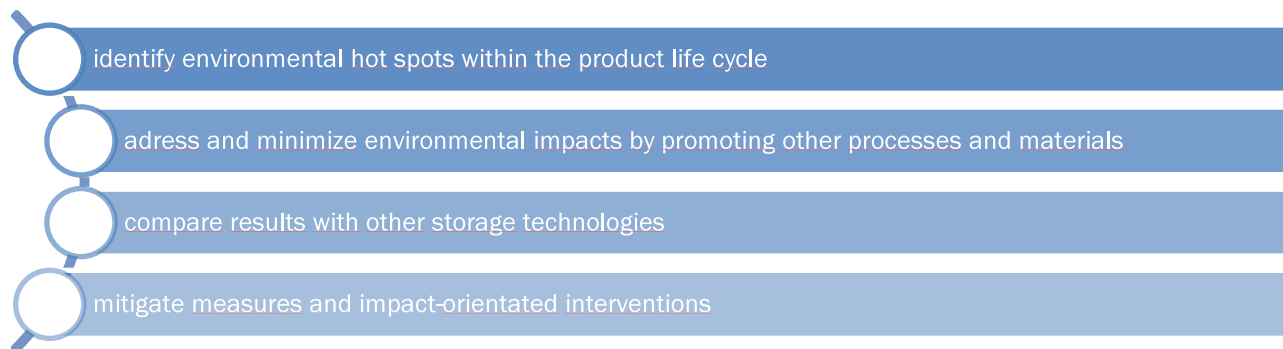 identify environmental hot spots within the product life cycle
adress and minimize environmental impacts by promoting other processes and materials
compare results with other storage technologies
mitigate measures and impact-orientated interventions